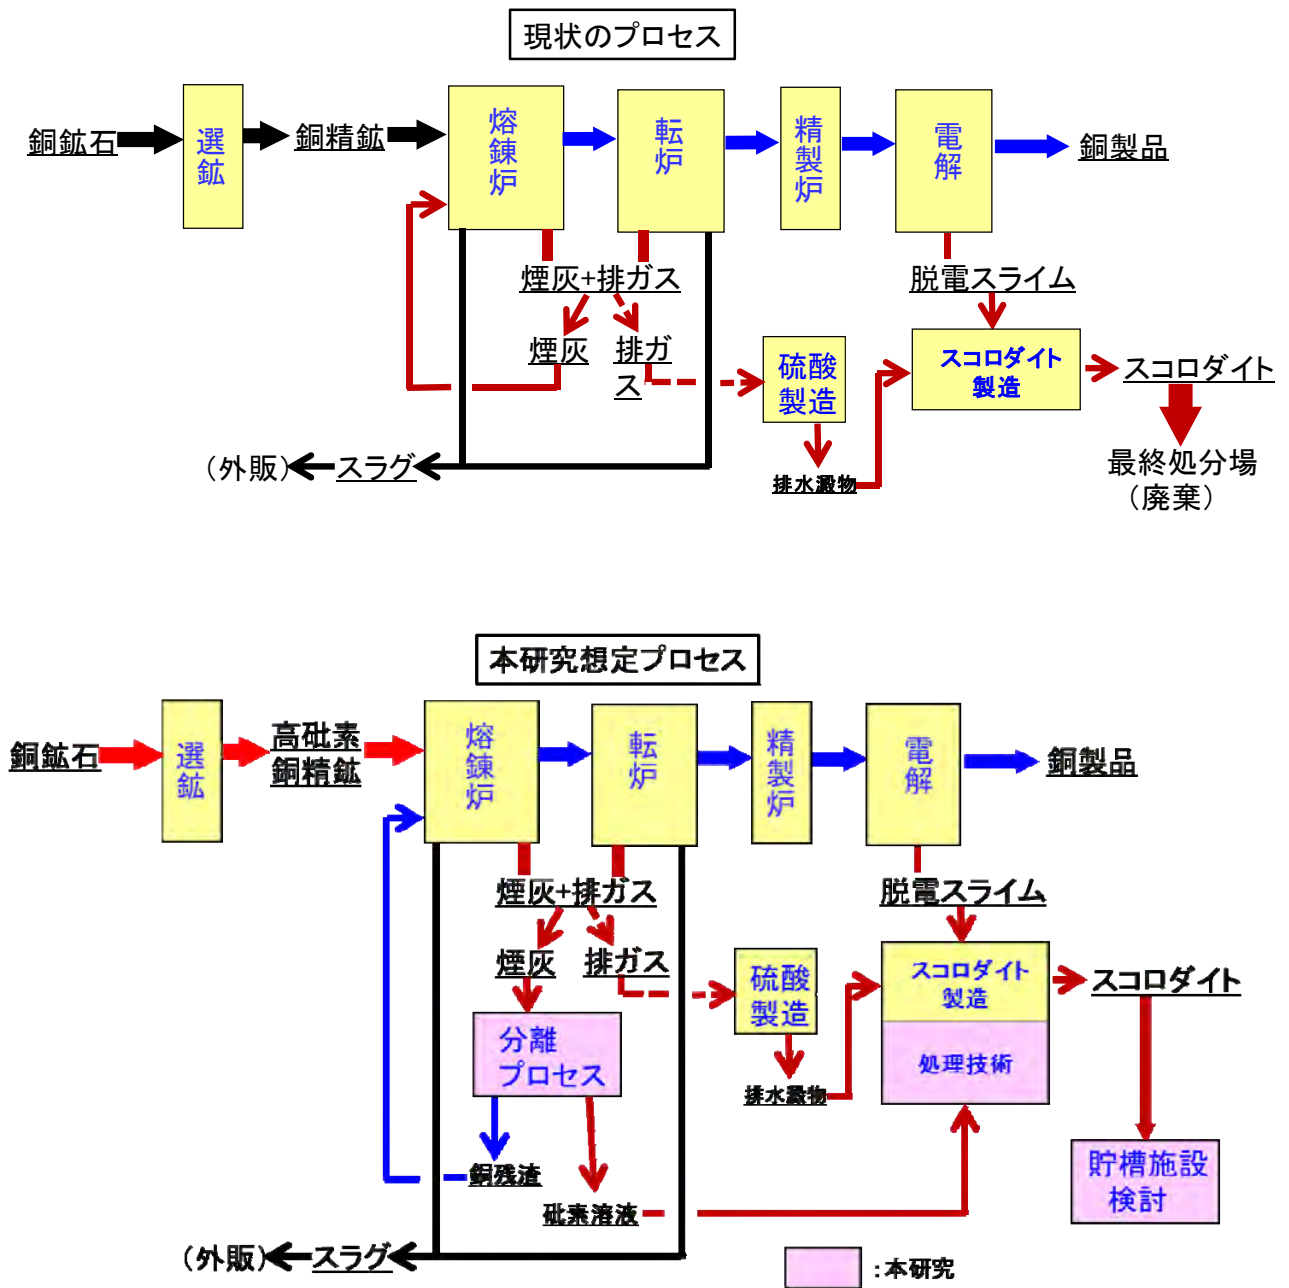 現状のプロセス
銅鉱石
選鉱
銅精鉱
熔錬炉
転炉
精製炉
電解
銅製品
煙灰+排ガス
脱電スライム
煙灰
排ガ
ス
硫酸
製造
スコロダイト
製造
スコロダイト
(外販)
スラグ
排水澱物
最終処分場
(廃棄)
本研究想定プロセス
銅鉱石
選鉱
高砒素
銅精鉱
熔錬炉
転炉
精製炉
電解
銅製品
煙灰+排ガス
脱電スライム
煙灰
排ガス
硫酸
製造
スコロダイト
製造
スコロダイト
分離
プロセス
処理技術
排水澱物
銅残渣
砒素溶液
貯槽施設
検討
(外販)
スラグ
:本研究